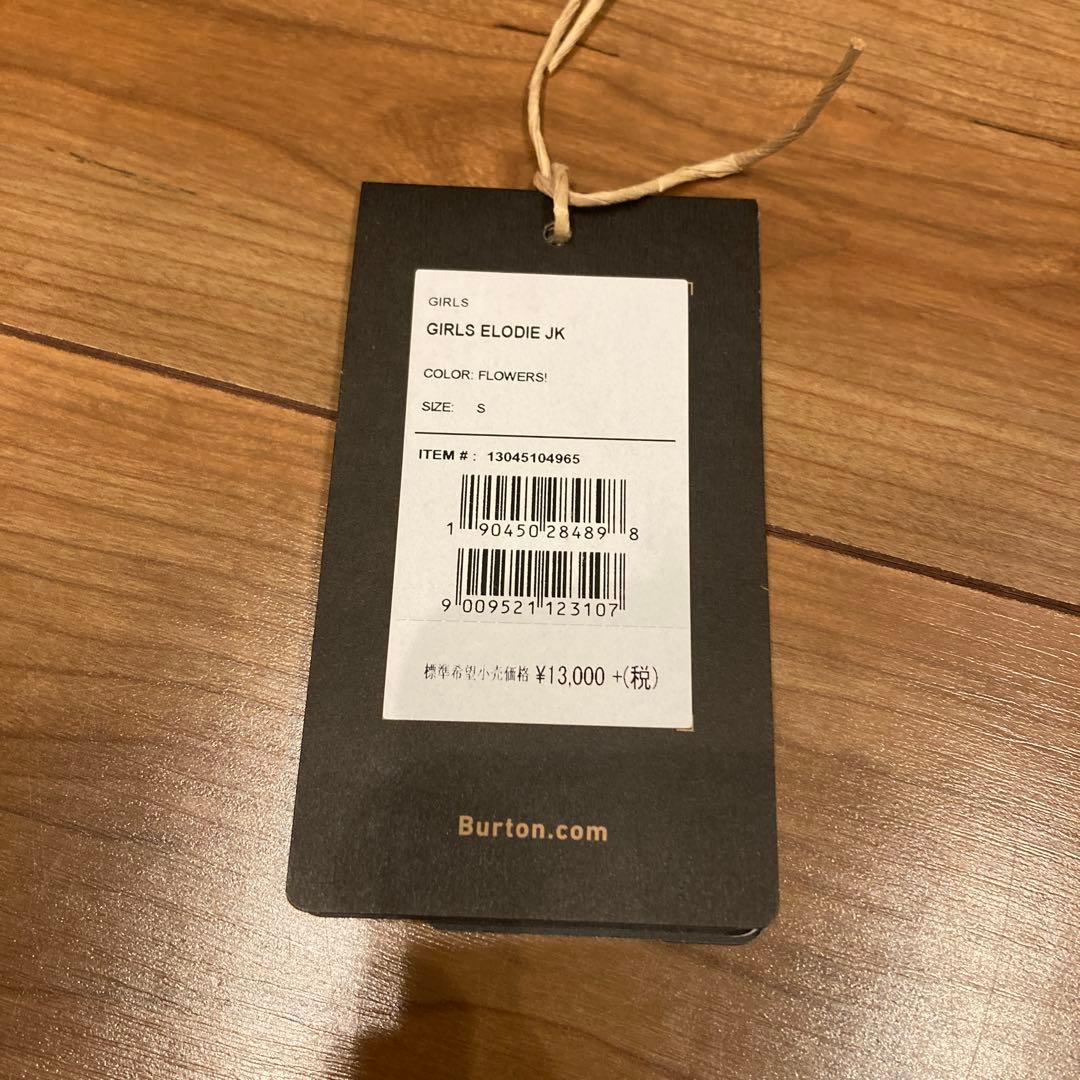 GIRLS
GIRLS ELODIE JK
COLOR: FLOWERS!
SIZE: S
ITEM # : 13045104965
1 90450 28489 8
9 009521 123107
標準希望小売価格 ¥13,000 +(税)
Burton.com